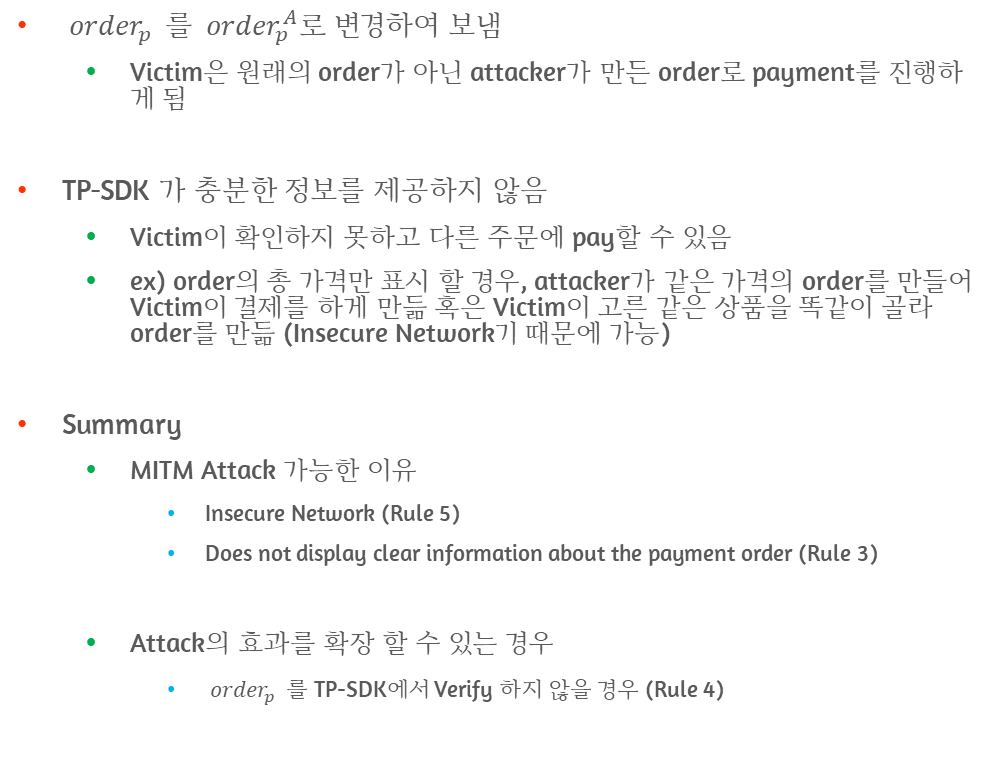 • order_p 를 order_p^A로 변경하여 보냄
• Victim은 원래의 order가 아닌 attacker가 만든 order로 payment를 진행하
게 됨
• TP-SDK 가 충분한 정보를 제공하지 않음
• Victim이 확인하지 못하고 다른 주문에 pay할 수 있음
• ex) order의 총 가격만 표시 할 경우, attacker가 같은 가격의 order를 만들어
Victim이 결제를 하게 만듦 혹은 Victim이 고른 같은 상품을 똑같이 골라
order를 만듦 (Insecure Network기 때문에 가능)
• Summary
• MITM Attack 가능한 이유
• Insecure Network (Rule 5)
• Does not display clear information about the payment order (Rule 3)
• Attack의 효과를 확장 할 수 있는 경우
• order_p 를 TP-SDK에서 Verify 하지 않을 경우 (Rule 4)